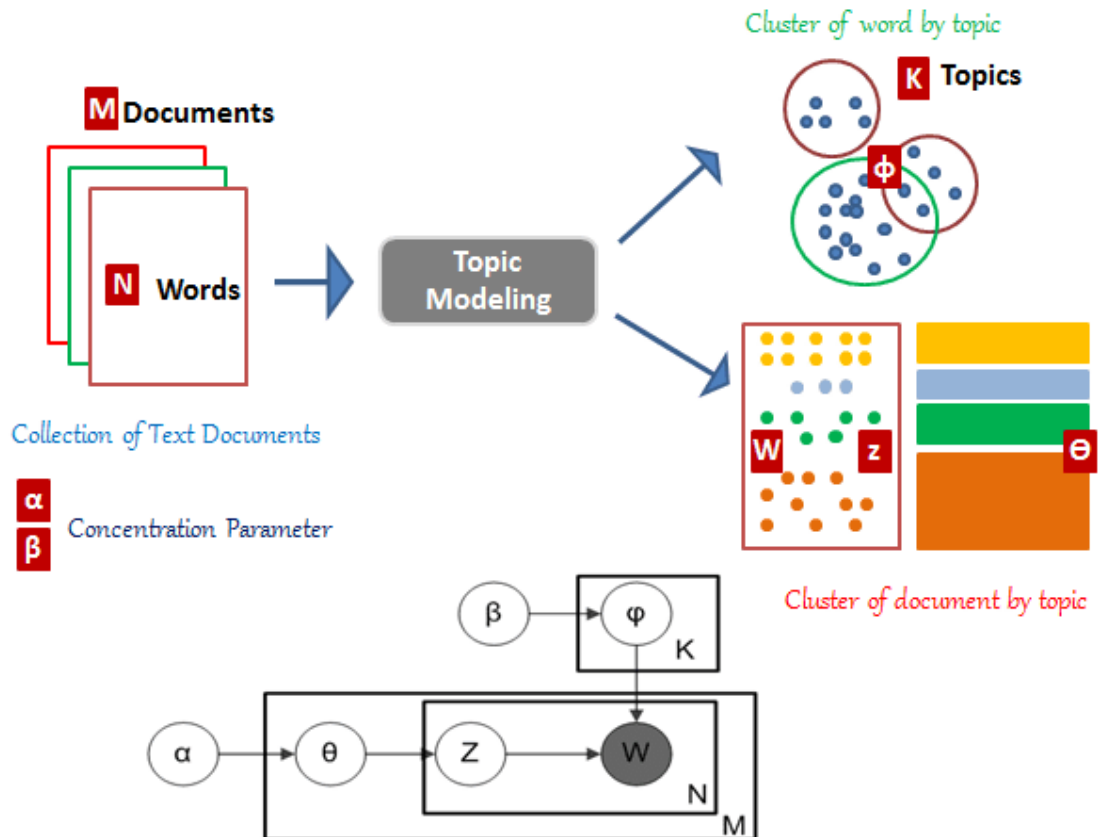 Cluster of word by topic
K Topics
M Documents
ϕ
N Words
Topic
Modeling
W z Ɵ
Collection of Text Documents
α
β
Concentration Parameter
Cluster of document by topic
β φ
K
α θ Z W
N
M